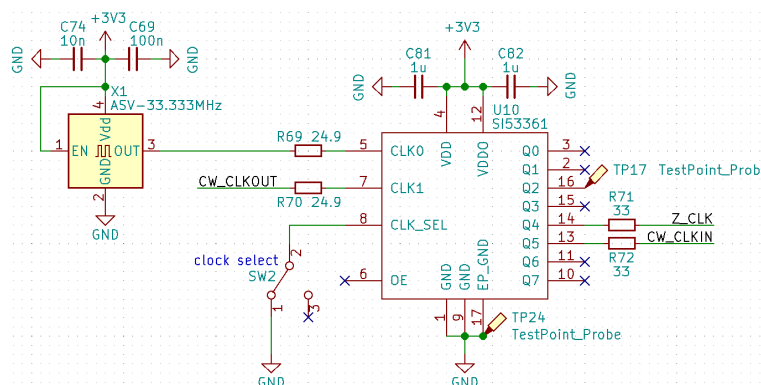 +3V3
C74
10n
C69
100n
GND
GND
X1
ASV-33.333MHz
4
Vdd
1
EN
OUT
3
GND
2
GND
+3V3
C81
1u
C82
1u
GND
GND
U10
SI53361
4
12
VDD
VDDO
R69 24.9
5
CLK0
CW_CLKOUT
R70 24.9
7
CLK1
8
CLK_SEL
6
OE
Q0
3
Q1
2
Q2
16
Q3
15
Q4
14
Q5
13
Q6
11
Q7
10
TP17 TestPoint_Prob
R71
33
Z_CLK
CW_CLKIN
R72
33
clock select
SW2
2
1
3
GND
GND
GND
EP_GND
1
9
17
TP24
TestPoint_Probe
GND